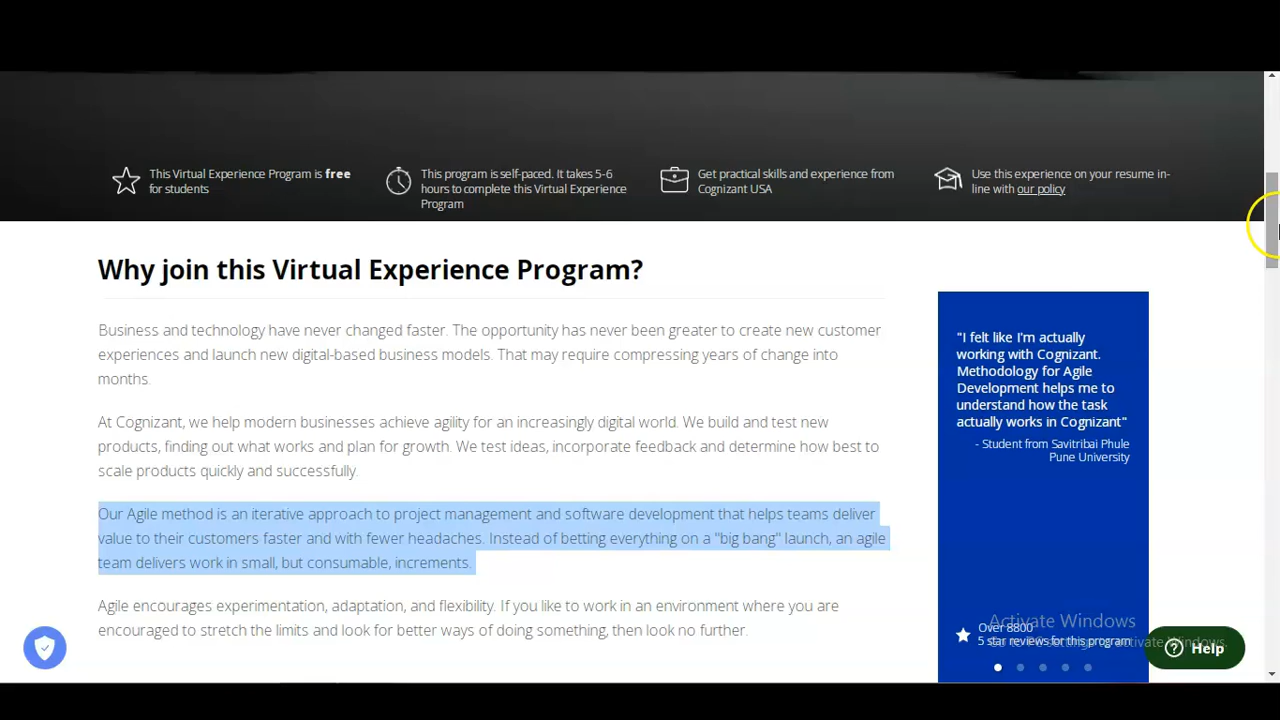 This Virtual Experience Program is free
for students
This program is self-paced. It takes 5-6
hours to complete this Virtual Experience
Program
Get practical skills and experience from
Cognizant USA
Use this experience on your resume in-
line with our policy
Why join this Virtual Experience Program?
Business and technology have never changed faster. The opportunity has never been greater to create new customer
experiences and launch new digital-based business models. That may require compressing years of change into
months.
At Cognizant, we help modern businesses achieve agility for an increasingly digital world. We build and test new
products, finding out what works and plan for growth. We test ideas, incorporate feedback and determine how best to
scale products quickly and successfully.
Our Agile method is an iterative approach to project management and software development that helps teams deliver
value to their customers faster and with fewer headaches. Instead of betting everything on a "big bang" launch, an agile
team delivers work in small, but consumable, increments.
Agile encourages experimentation, adaptation, and flexibility. If you like to work in an environment where you are
encouraged to stretch the limits and look for better ways of doing something, then look no further.
"I felt like I'm actually
working with Cognizant.
Methodology for Agile
Development helps me to
understand how the task
actually works in Cognizant"
- Student from Savitribai Phule
Pune University
Over 8800
5 star reviews for this program
Activate Windows
Go to PC settings to activate Windows.
Help